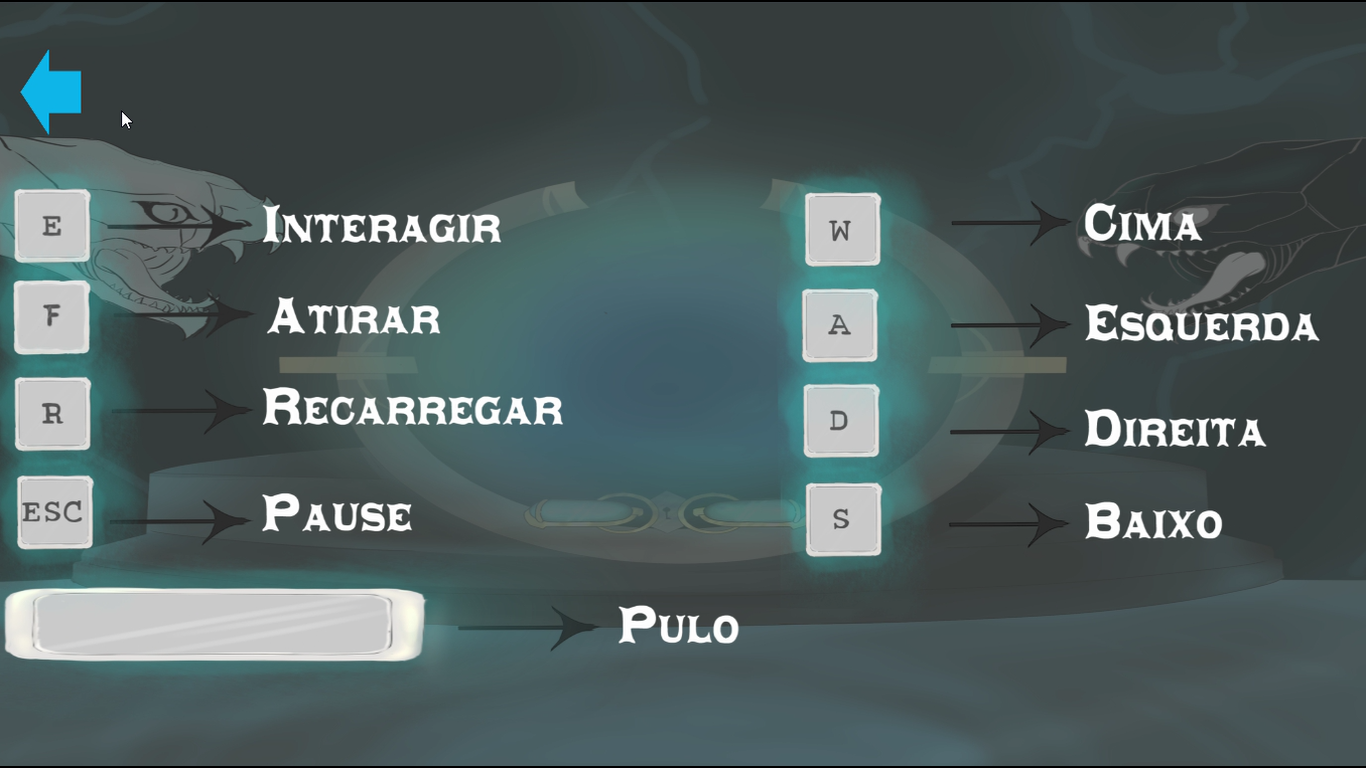 E Interagir
F Atirar
R Recarregar
ESC Pause
Pulo
W Cima
A Esquerda
D Direita
S Baixo